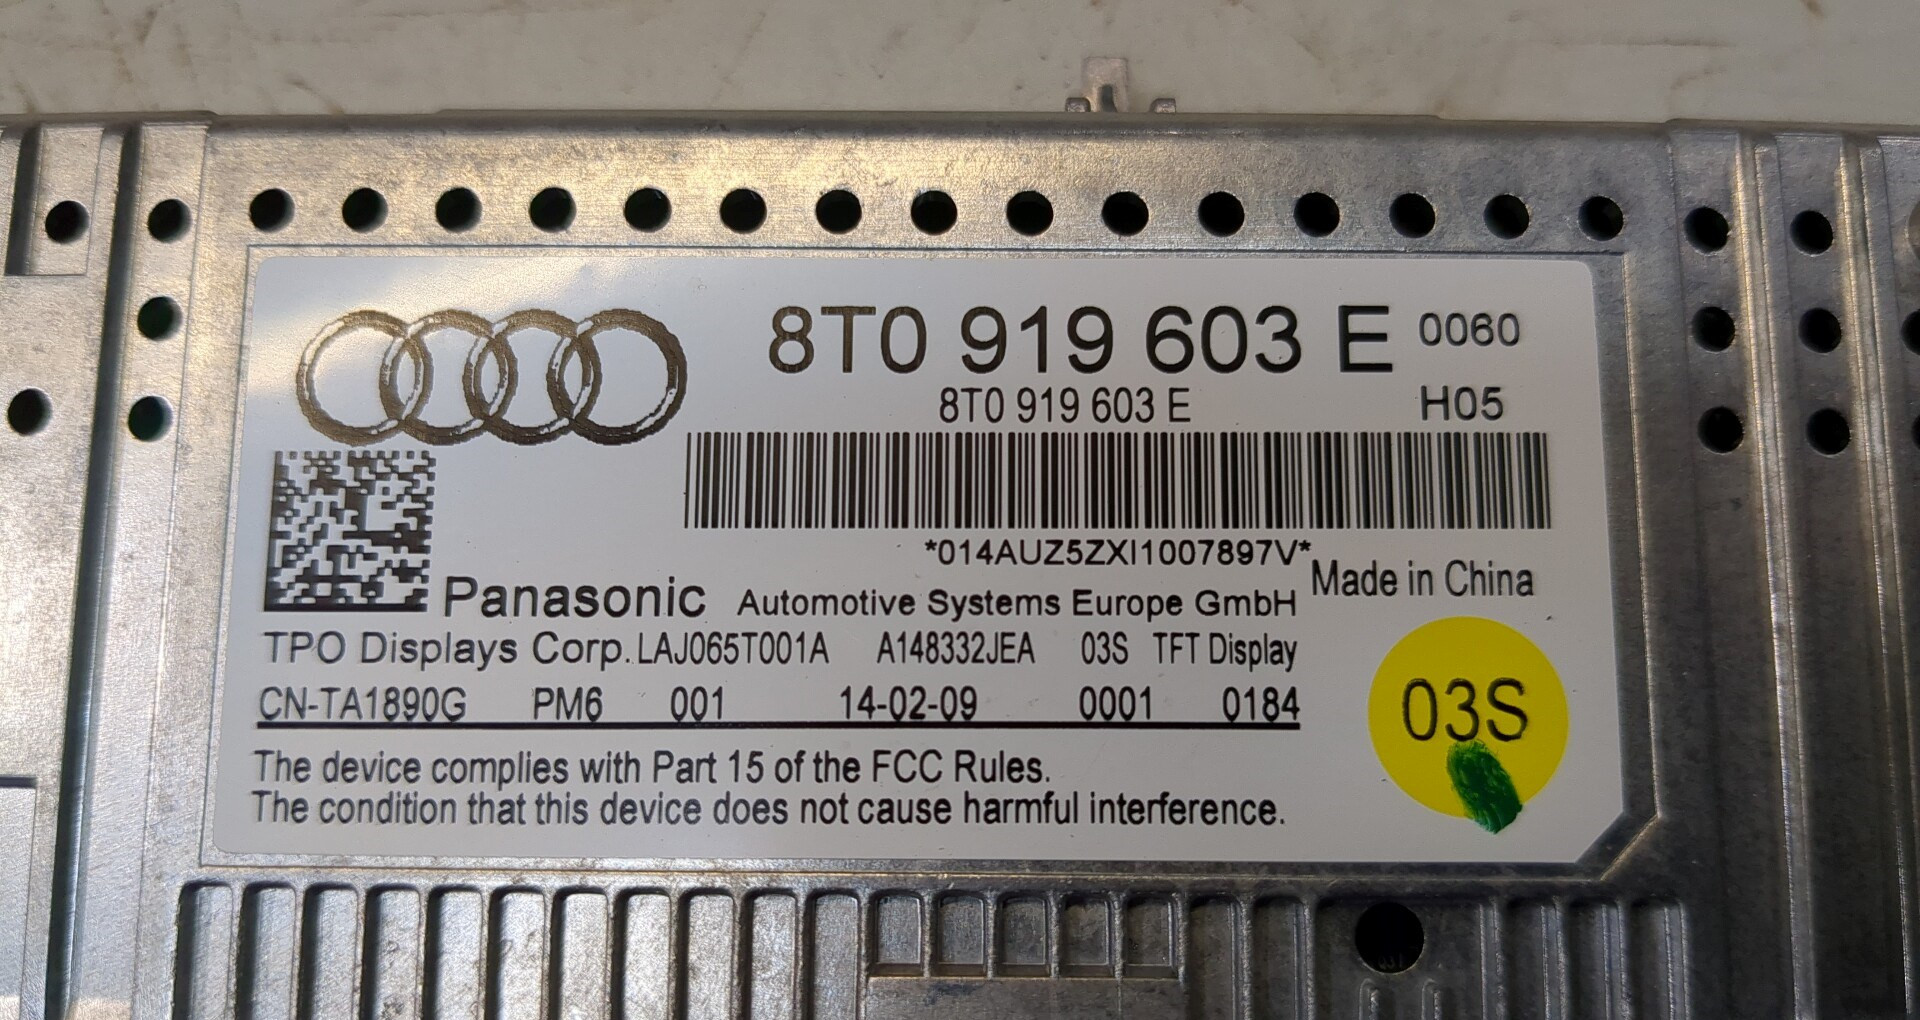 8T0 919 603 E 0060
8T0 919 603 E H05
*014AUZ5ZXI1007897V*
Made in China
Panasonic Automotive Systems Europe GmbH
TPO Displays Corp. LAJ065T001A A148332JEA 03S TFT Display
CN-TA1890G PM6 001 14-02-09 0001 0184
03S
The device complies with Part 15 of the FCC Rules.
The condition that this device does not cause harmful interference.